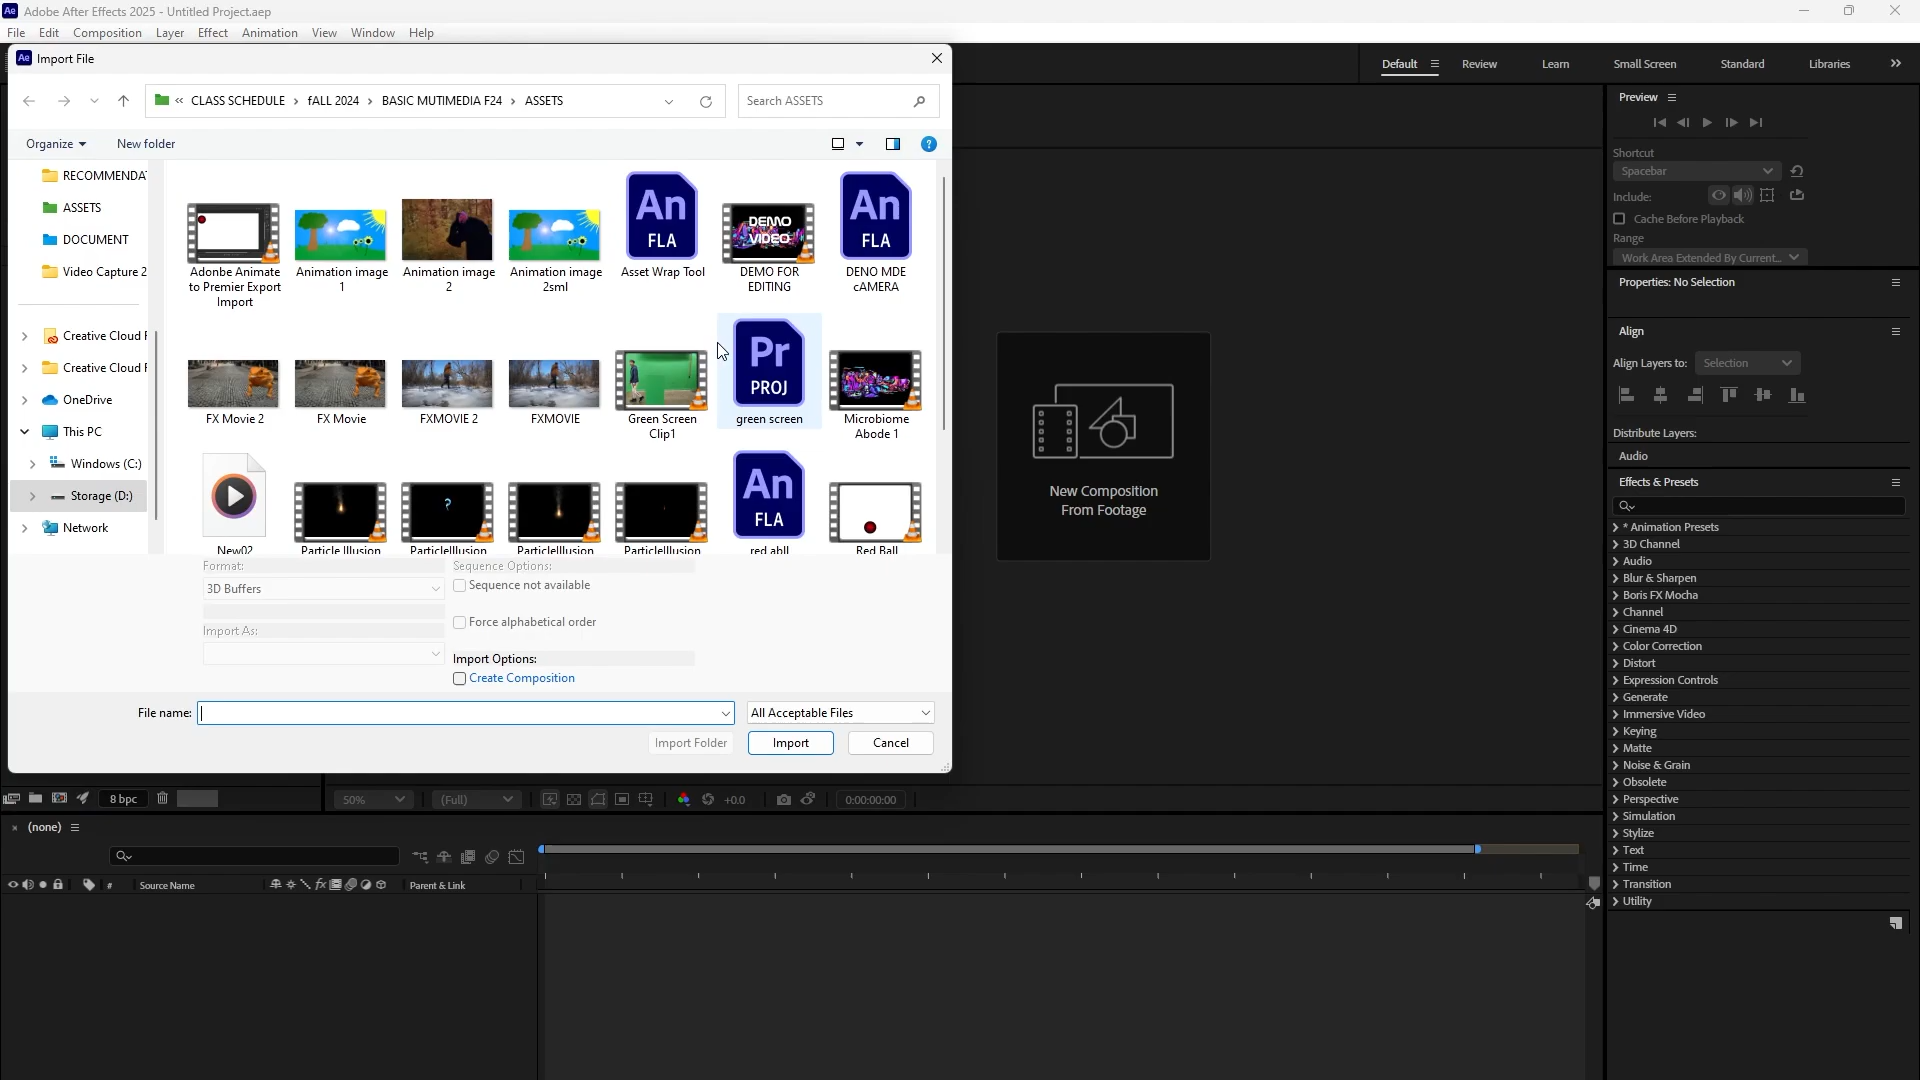 Ae Adobe After Effects 2025 - Untitled Project.aep
File Edit Composition Layer Effect Animation View Window Help
Ae Import File
Default Review Learn Small Screen Standard Libraries
« CLASS SCHEDULE › fALL 2024 › BASIC MUTIMEDIA F24 › ASSETS
Search ASSETS
Organize New folder
RECOMMENDA
ASSETS
DOCUMENT
Video Capture 2
Creative Cloud F
Creative Cloud F
OneDrive
This PC
Windows (C:)
Storage (D:)
Network
An
FLA
DEMO
VIDEO
An
FLA
Adonbe Animate
to Premier Export
Import
Animation image
1
Animation image
2
Animation image
2sml
Asset Wrap Tool
DEMO FOR
EDITING
DENO MDE
cAMERA
Pr
PROJ
FX Movie 2
FX Movie
FXMOVIE 2
FXMOVIE
Green Screen
Clip1
green screen
Microbiome
Abode 1
?
An
FLA
New02
Particle Illusion
ParticleIllusion
ParticleIllusion
ParticleIllusion
red abll
Red Ball
Format:
3D Buffers
Import As:
Sequence Options:
Sequence not available
Force alphabetical order
Import Options:
Create Composition
File name:
All Acceptable Files
Import Folder Import Cancel
New Composition
From Footage
Preview
Shortcut
Spacebar
Include:
Cache Before Playback
Range
Work Area Extended By Current...
Properties: No Selection
Align
Align Layers to: Selection
Distribute Layers:
Audio
Effects & Presets
* Animation Presets
3D Channel
Audio
Blur & Sharpen
Boris FX Mocha
Channel
Cinema 4D
Color Correction
Distort
Expression Controls
Generate
Immersive Video
Keying
Matte
Noise & Grain
Obsolete
Perspective
Simulation
Stylize
Text
Time
Transition
Utility
8 bpc
50% (Full) +0.0 0:00:00:00
× (none)
# Source Name fx Parent & Link